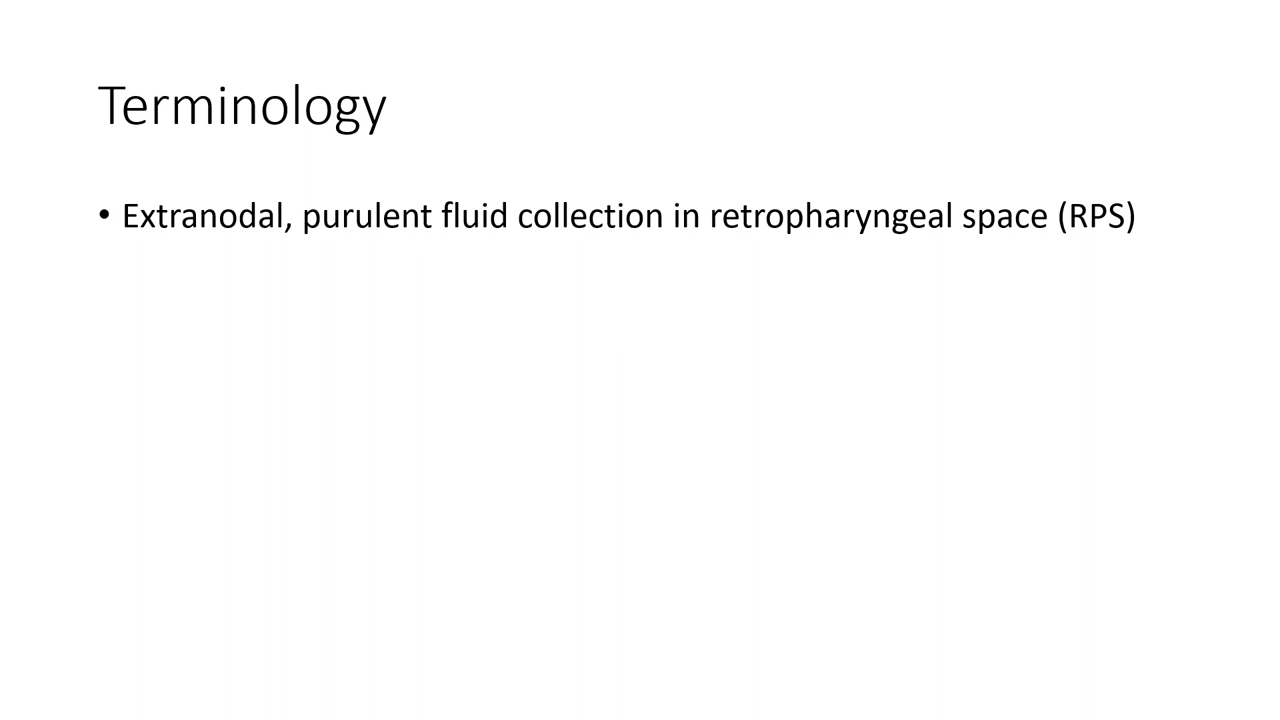 Terminology
• Extranodal, purulent fluid collection in retropharyngeal space (RPS)